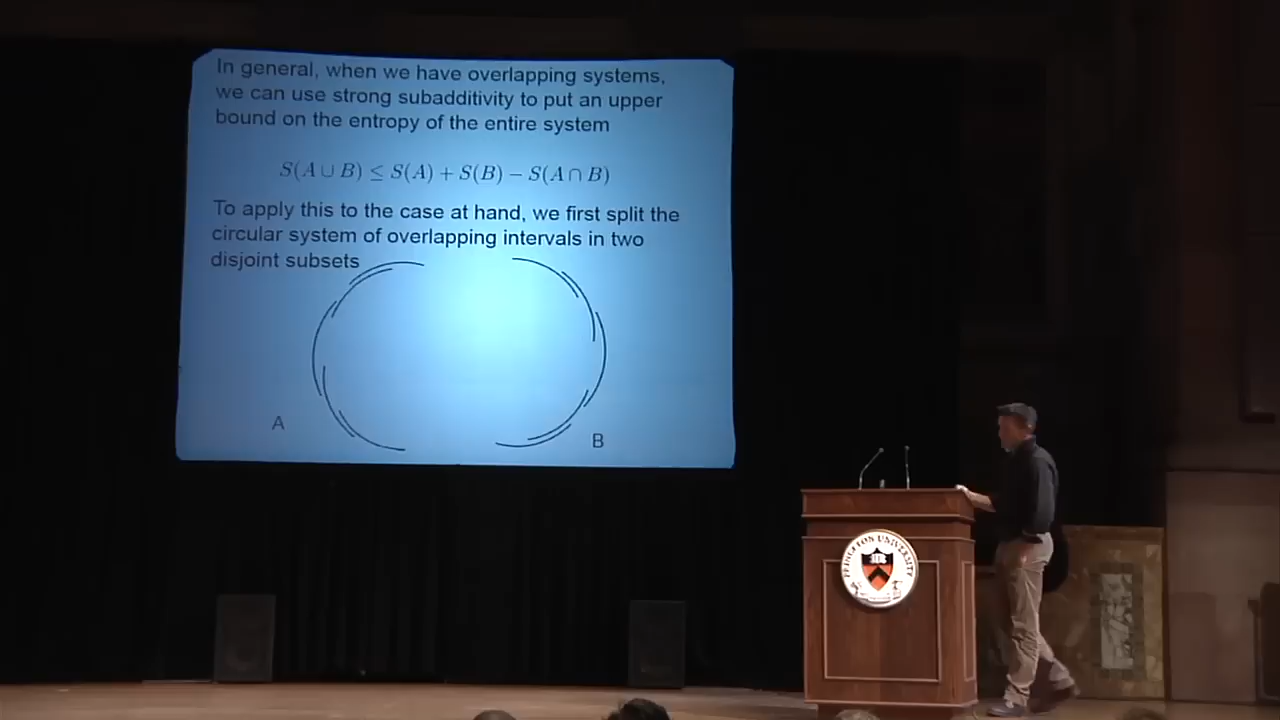 In general, when we have overlapping systems,
we can use strong subadditivity to put an upper
bound on the entropy of the entire system
S(A ∪ B) ≤ S(A) + S(B) − S(A ∩ B)
To apply this to the case at hand, we first split the
circular system of overlapping intervals in two
disjoint subsets
A
B
PRINCETON UNIVERSITY